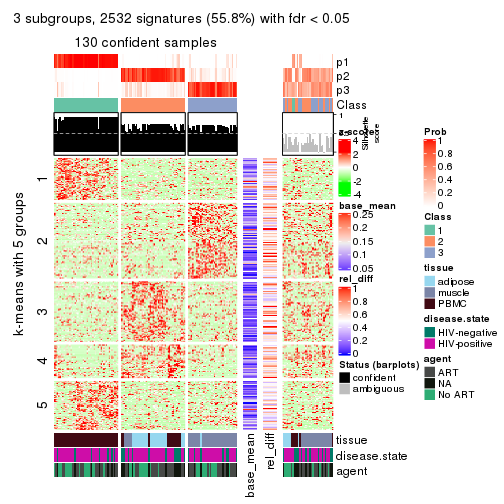 3 subgroups, 2532 signatures (55.8%) with fdr < 0.05
130 confident samples
p1
p2
p3
Class
1
Silhouette score
z-score
4
2
0
-2
-4
k-means with 5 groups
1
2
3
4
5
base_mean
0.25
0.2
0.15
0.1
0.05
rel_diff
1
0.8
0.6
0.4
0.2
0
Status (barplots)
confident
ambiguous
Prob
1
0.8
0.6
0.4
0.2
0
Class
1
2
3
tissue
adipose
muscle
PBMC
disease.state
HIV-negative
HIV-positive
agent
ART
NA
No ART
base_mean
rel_diff
tissue
disease.state
agent